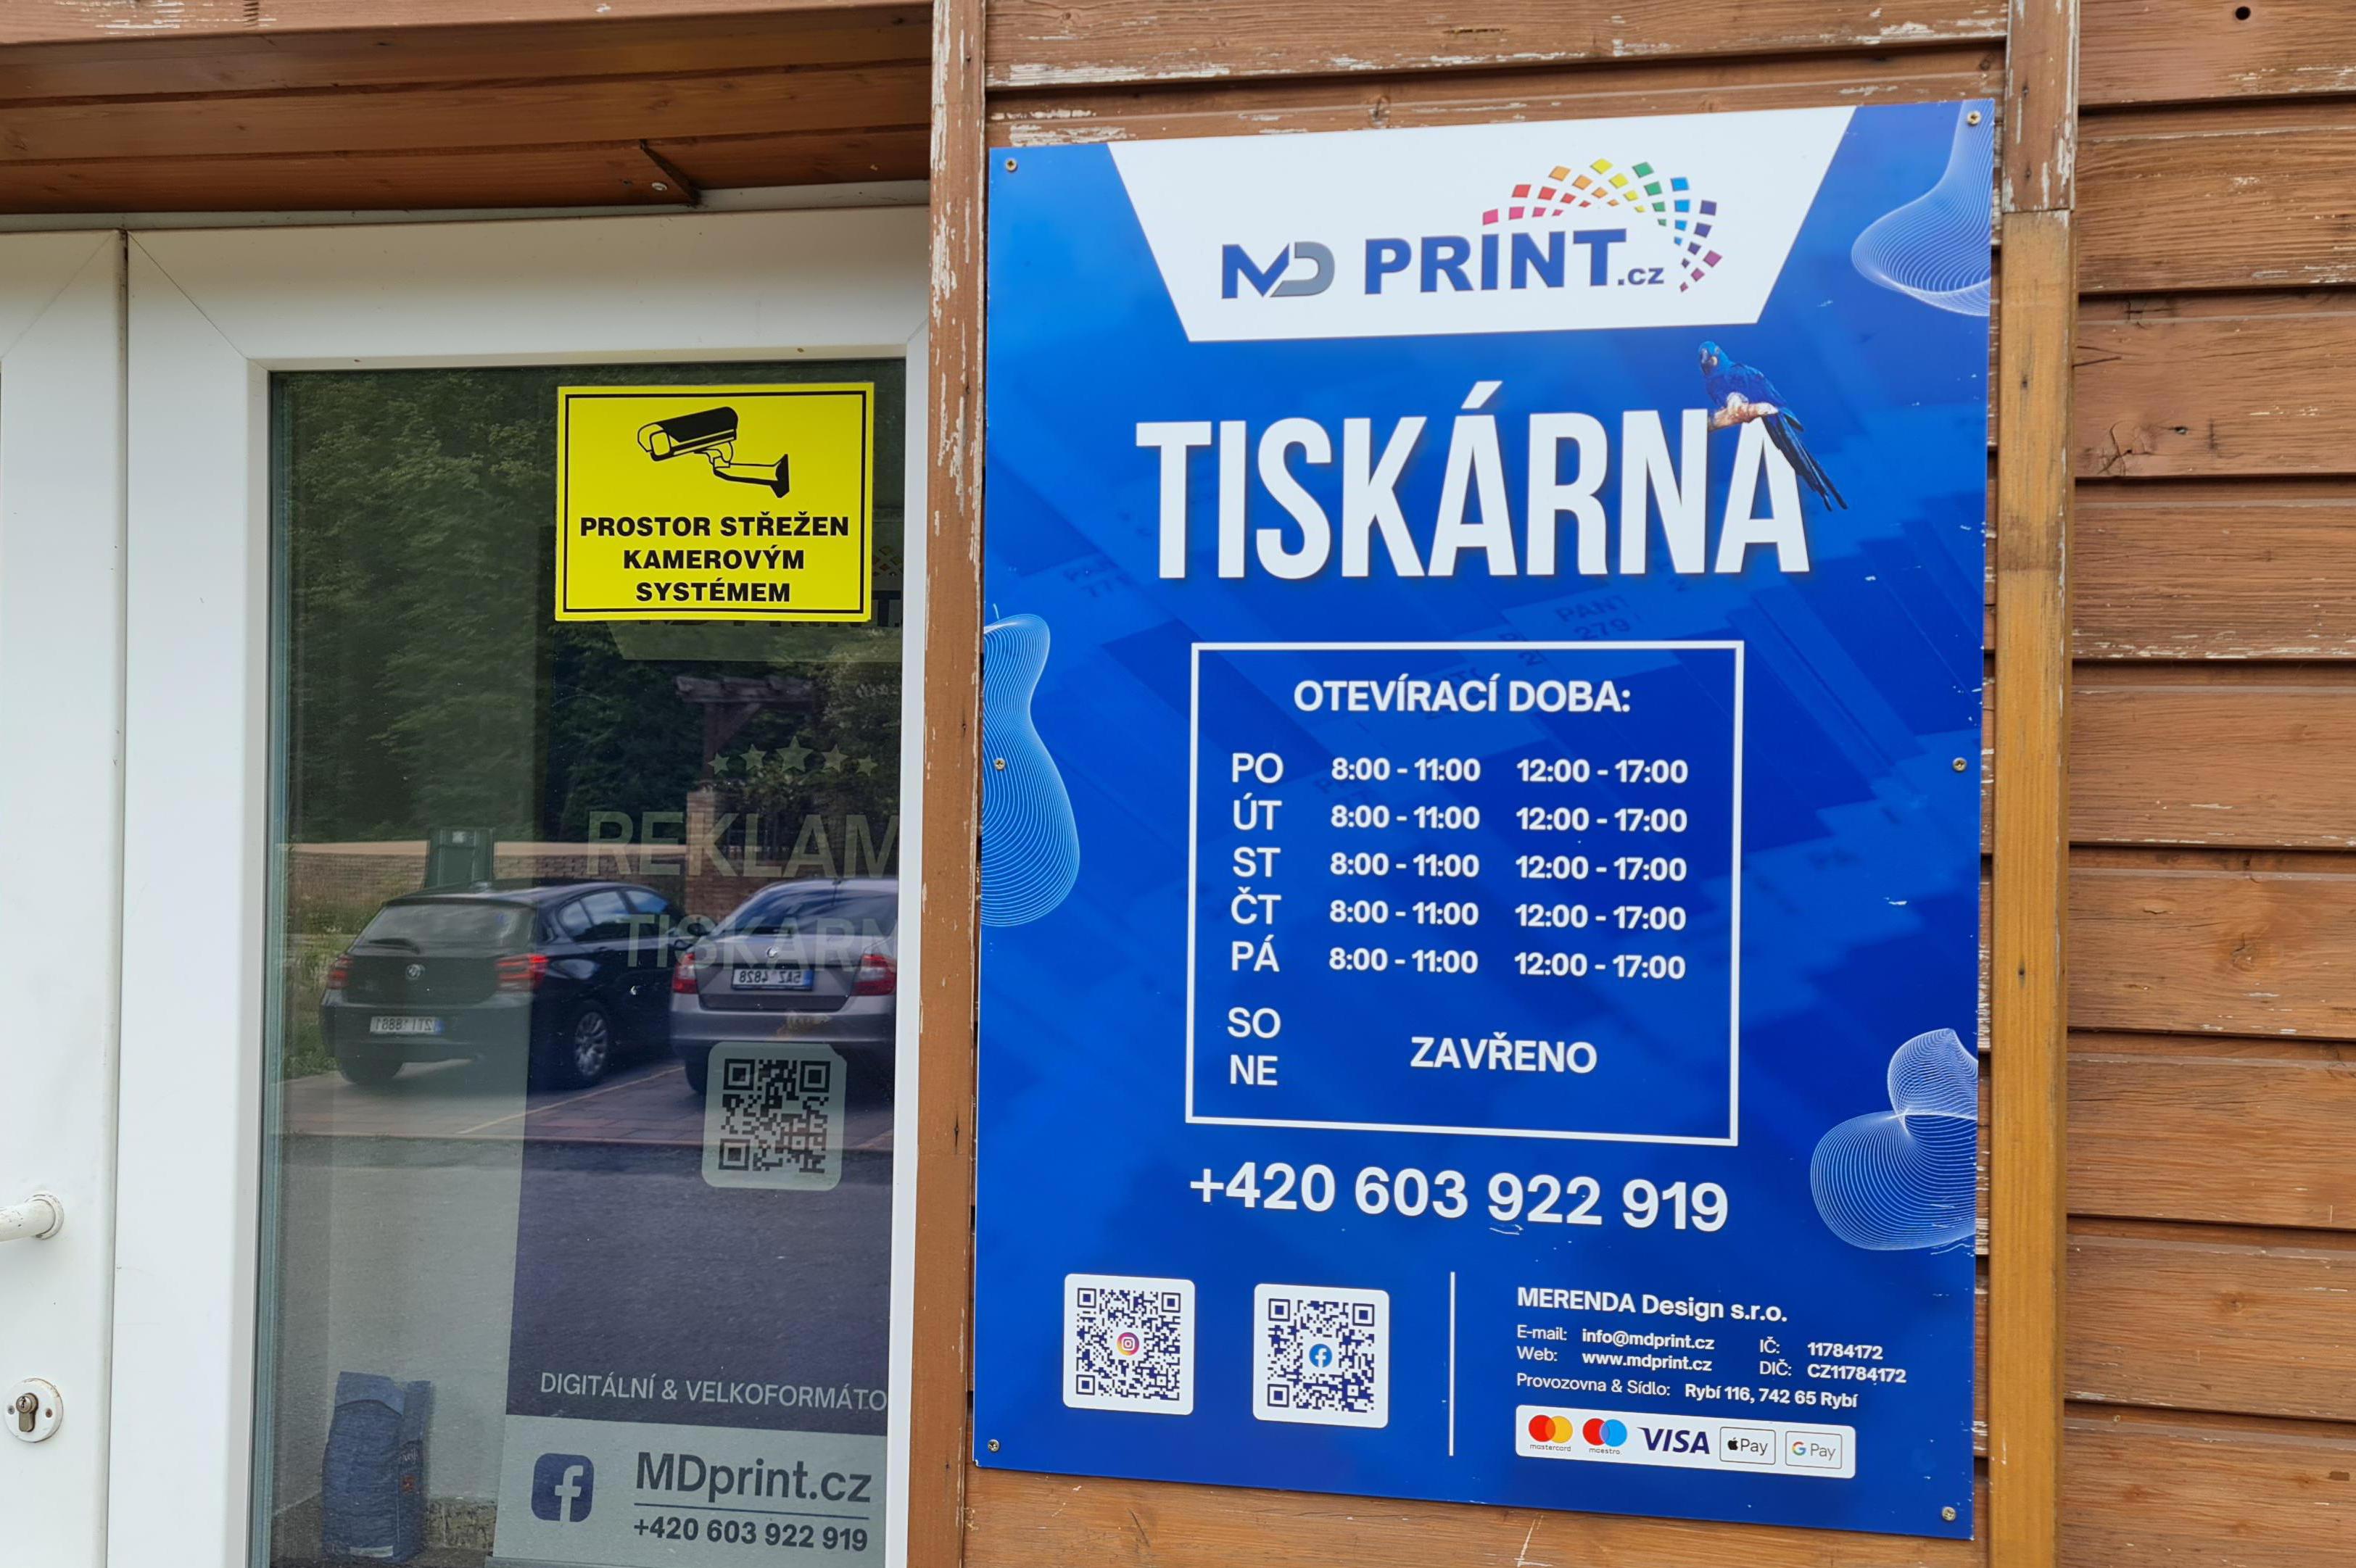 PROSTOR STŘEŽEN
KAMEROVÝM
SYSTÉMEM
REKLAM
TISKÁRN
DIGITÁLNÍ & VELKOFORMÁTO
MDprint.cz
+420 603 922 919
MD PRINT.cz
TISKÁRNA
OTEVÍRACÍ DOBA:
PO 8:00 - 11:00 12:00 - 17:00
ÚT 8:00 - 11:00 12:00 - 17:00
ST 8:00 - 11:00 12:00 - 17:00
ČT 8:00 - 11:00 12:00 - 17:00
PÁ 8:00 - 11:00 12:00 - 17:00
SO
NE
ZAVŘENO
+420 603 922 919
MERENDA Design s.r.o.
E-mail: info@mdprint.cz IČ: 11784172
Web: www.mdprint.cz DIČ: CZ11784172
Provozovna & Sídlo: Rybí 116, 742 65 Rybí
mastercard maestro VISA Pay G Pay